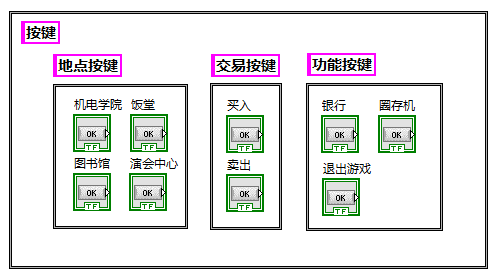 按键
地点按键 交易按键 功能按键
机电学院 饭堂 买入 银行 圈存机
OK OK OK OK OK
TF TF TF TF TF
图书馆 演会中心 卖出 退出游戏
OK OK OK OK
TF TF TF TF